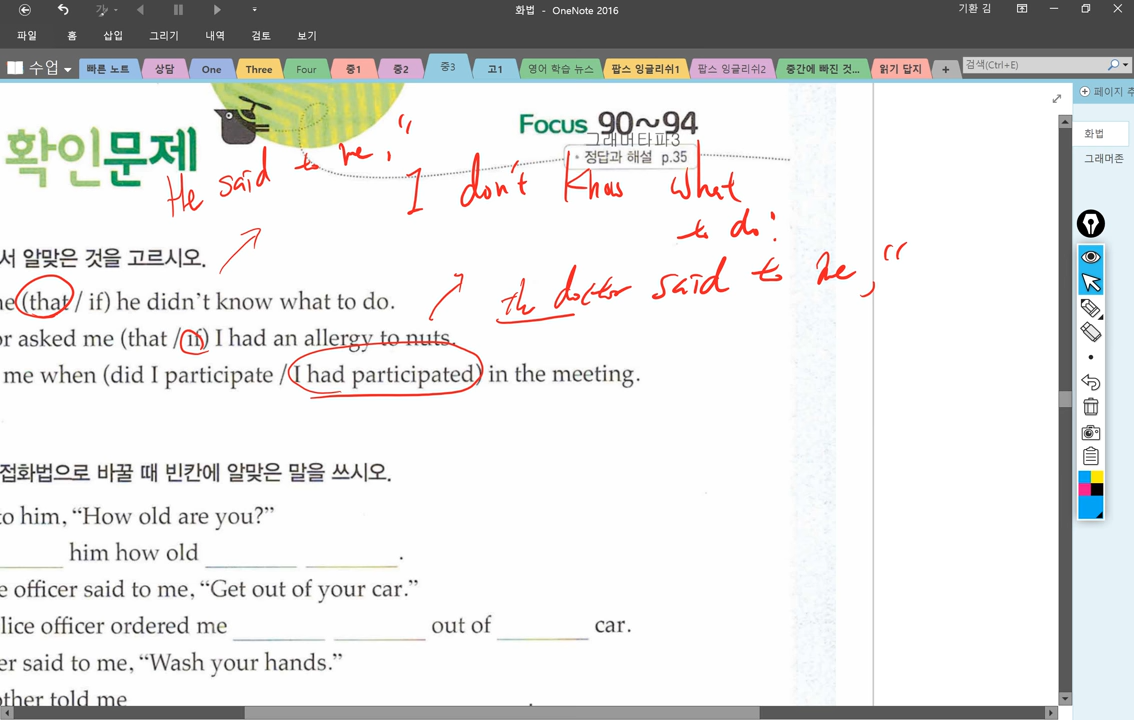 화법 - OneNote 2016
기환 김
파일 홈 삽입 그리기 내역 검토 보기
수업 빠른 노트 상담 One Three Four 중1 중2 중3 고1 영어 학습 뉴스 팝스 잉글리쉬1 팝스 잉글리쉬2 중간에 빠진 것... 읽기 답지 + 검색(Ctrl+E)
페이지 추
화법
그래머존
확인문제
Focus 90~94
그래머타파3
• 정답과 해설 p.35
He said to me, “
I don't know what
to do."
서 알맞은 것을 고르시오.
the doctor said to me, “
ne (that / if) he didn't know what to do.
or asked me (that / if) I had an allergy to nuts.
me when (did I participate / I had participated) in the meeting.
접화법으로 바꿀 때 빈칸에 알맞은 말을 쓰시오.
to him, “How old are you?”
him how old .
e officer said to me, “Get out of your car.”
lice officer ordered me out of car.
er said to me, “Wash your hands.”
other told me .